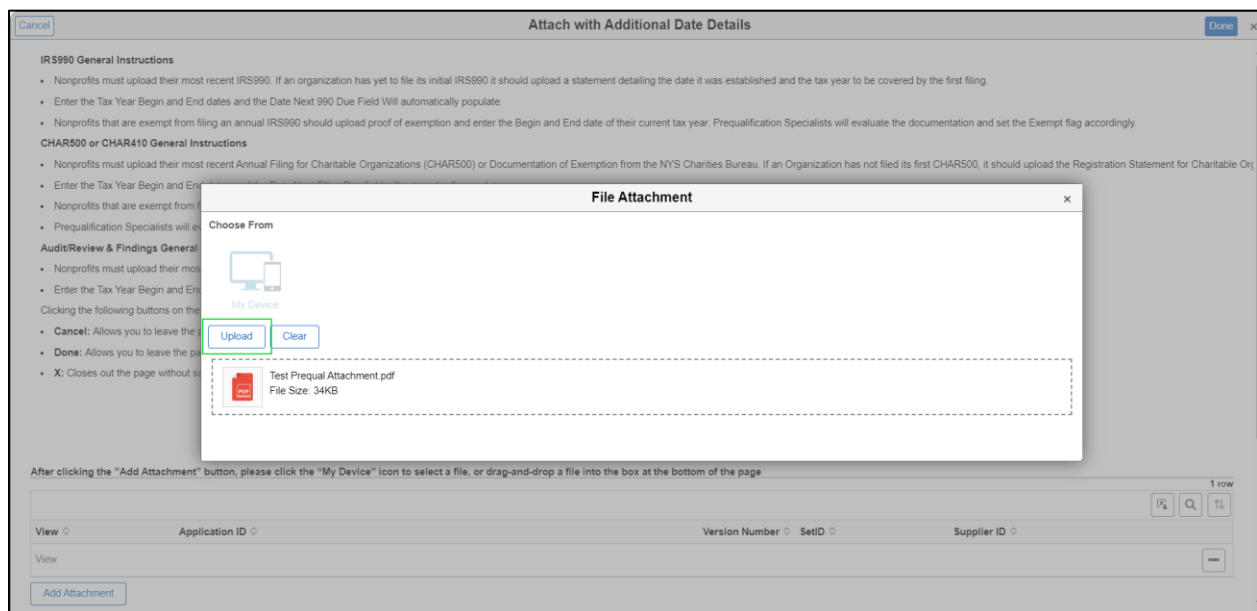 Cancel
Attach with Additional Date Details
Done ×
IRS990 General Instructions
• Nonprofits must upload their most recent IRS990. If an organization has yet to file its initial IRS990 it should upload a statement detailing the date it was established and the tax year to be covered by the first filing.
• Enter the Tax Year Begin and End dates and the Date Next 990 Due Field Will automatically populate.
• Nonprofits that are exempt from filing an annual IRS990 should upload proof of exemption and enter the Begin and End date of their current tax year. Prequalification Specialists will evaluate the documentation and set the Exempt flag accordingly.
CHAR500 or CHAR410 General Instructions
• Nonprofits must upload their most recent Annual Filing for Charitable Organizations (CHAR500) or Documentation of Exemption from the NYS Charities Bureau. If an Organization has not filed its first CHAR500, it should upload the Registration Statement for Charitable Org
• Enter the Tax Year Begin and End
• Nonprofits that are exempt from f
• Prequalification Specialists will ev
Audit/Review & Findings General
• Nonprofits must upload their mos
• Enter the Tax Year Begin and En
Clicking the following buttons on the
• Cancel: Allows you to leave the p
• Done: Allows you to leave the pa
• X: Closes out the page without sa
File Attachment ×
Choose From
My Device
Upload Clear
PDF
Test Prequal Attachment.pdf
File Size: 34KB
After clicking the "Add Attachment" button, please click the "My Device" icon to select a file, or drag-and-drop a file into the box at the bottom of the page
1 row
View Application ID Version Number SetID Supplier ID
View
Add Attachment